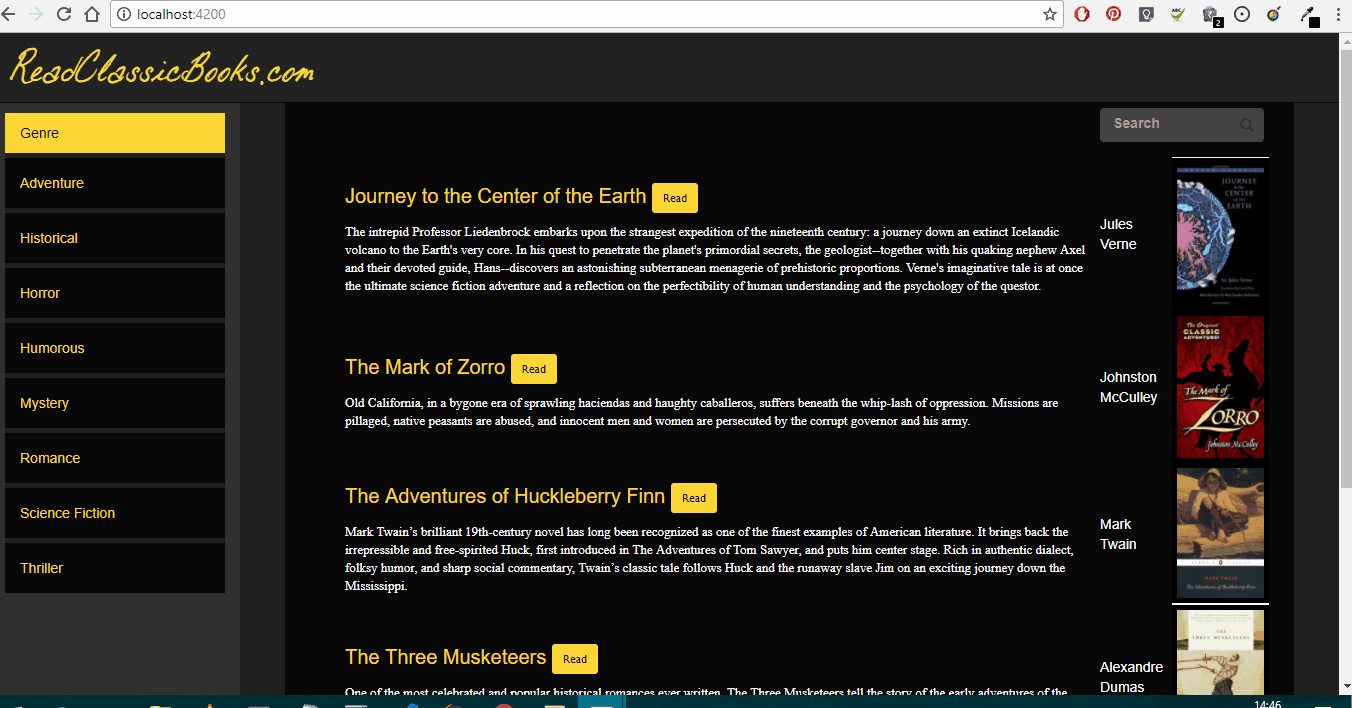 localhost:4200
ABC
2
ReadClassicBooks.com
Genre
Adventure
Historical
Horror
Humorous
Mystery
Romance
Science Fiction
Thriller
Search
Journey to the Center of the Earth Read
The intrepid Professor Liedenbrock embarks upon the strangest expedition of the nineteenth century: a journey down an extinct Icelandic
volcano to the Earth's very core. In his quest to penetrate the planet's primordial secrets, the geologist--together with his quaking nephew Axel
and their devoted guide, Hans--discovers an astonishing subterranean menagerie of prehistoric proportions. Verne's imaginative tale is at once
the ultimate science fiction adventure and a reflection on the perfectibility of human understanding and the psychology of the questor.
Jules
Verne
JOURNEY
to the
CENTER
OF THE
EARTH
by Jules Verne
The Mark of Zorro Read
Old California, in a bygone era of sprawling haciendas and haughty caballeros, suffers beneath the whip-lash of oppression. Missions are
pillaged, native peasants are abused, and innocent men and women are persecuted by the corrupt governor and his army.
Johnston
McCulley
The Original
CLASSIC
ADVENTURE!
The Mark of
ZORRO
Johnston McCulley
The Adventures of Huckleberry Finn Read
Mark Twain’s brilliant 19th-century novel has long been recognized as one of the finest examples of American literature. It brings back the
irrepressible and free-spirited Huck, first introduced in The Adventures of Tom Sawyer, and puts him center stage. Rich in authentic dialect,
folksy humor, and sharp social commentary, Twain’s classic tale follows Huck and the runaway slave Jim on an exciting journey down the
Mississippi.
Mark
Twain
MARK TWAIN
The Adventures of Huckleberry Finn
The Three Musketeers Read
One of the most celebrated and popular historical romances ever written, The Three Musketeers tell the story of the early adventures of the
Alexandre
Dumas
THE
THREE MUSKETEERS
14:46